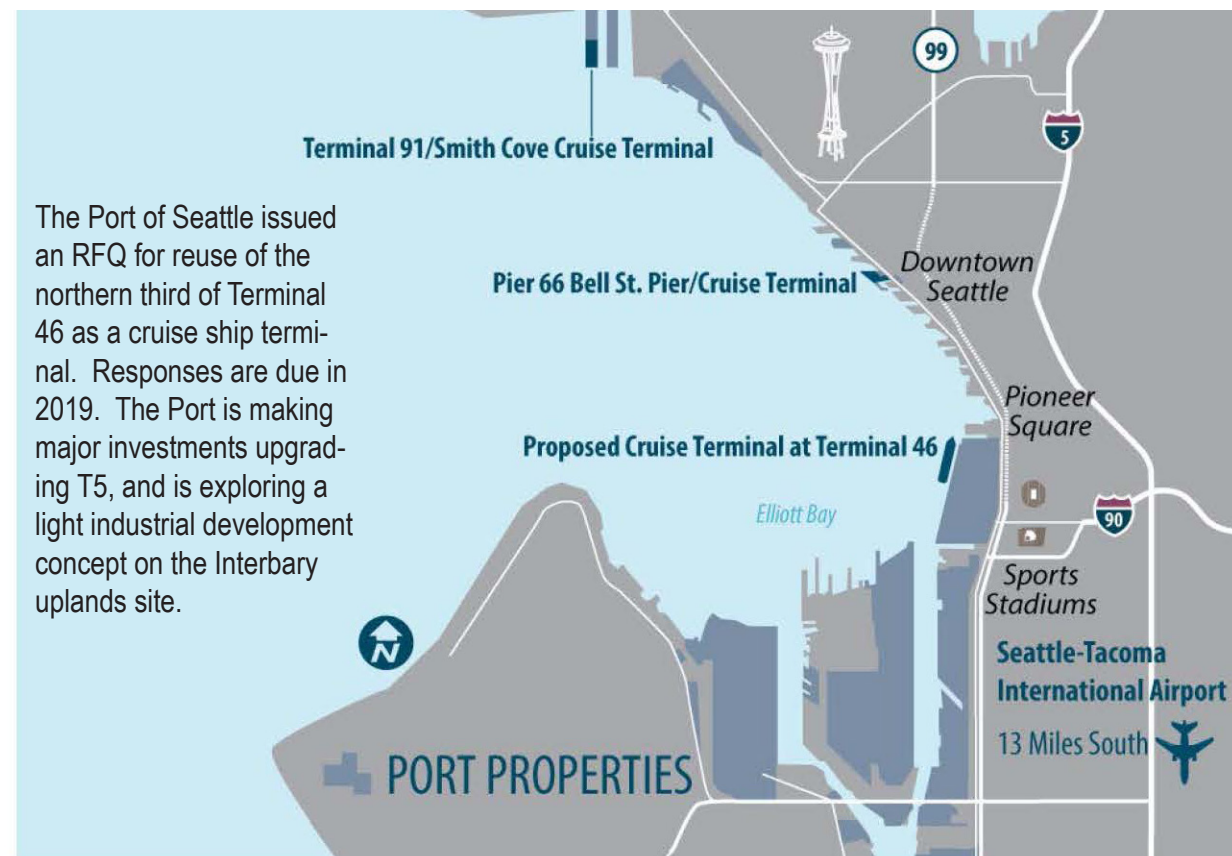 99
5
Terminal 91/Smith Cove Cruise Terminal
The Port of Seattle issued
an RFQ for reuse of the
northern third of Terminal
46 as a cruise ship termi-
nal.  Responses are due in
2019.  The Port is making
major investments upgrad-
ing T5, and is exploring a
light industrial development
concept on the Interbary
uplands site.
Downtown
Seattle
Pier 66 Bell St. Pier/Cruise Terminal
Pioneer
Square
Proposed Cruise Terminal at Terminal 46
Elliott Bay
90
Sports
Stadiums
N
Seattle-Tacoma
International Airport
13 Miles South
PORT PROPERTIES